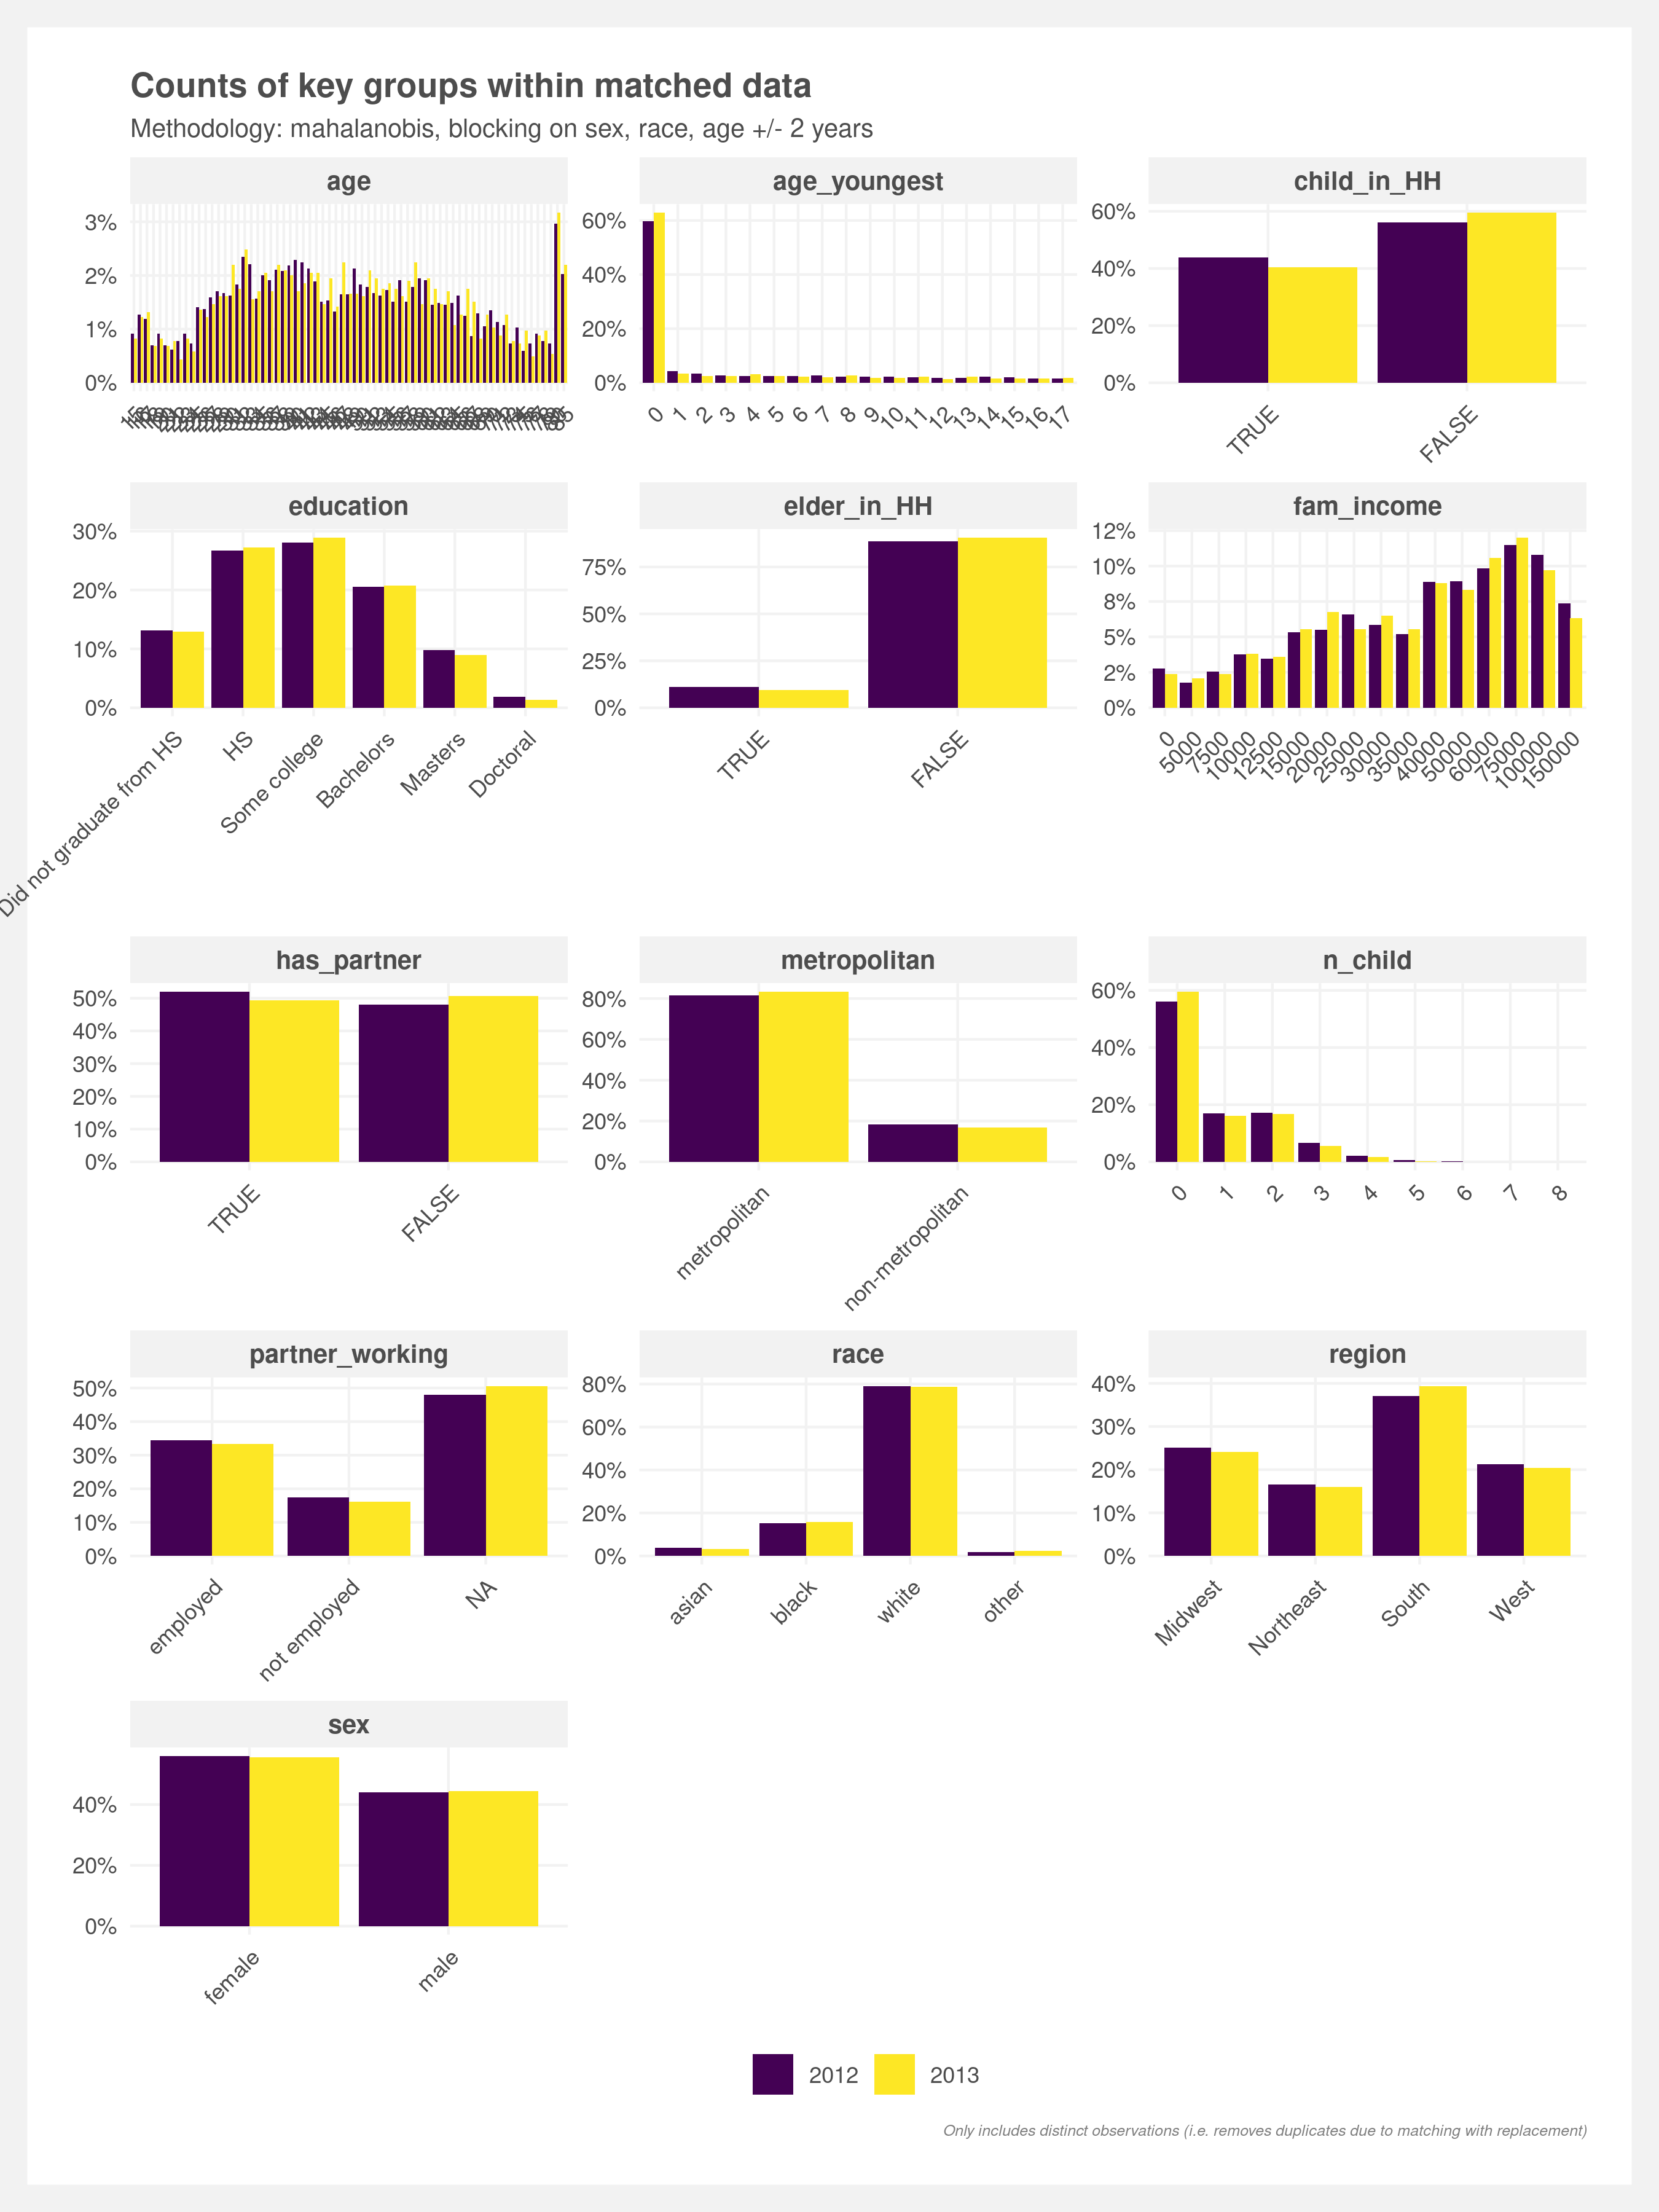 Counts of key groups within matched data
Methodology: mahalanobis, blocking on sex, race, age +/- 2 years
age
3%
2%
1%
0%
age_youngest
60%
40%
20%
0%
0 1 2 3 4 5 6 7 8 9 10 11 12 13 14 15 16 17
child_in_HH
60%
40%
20%
0%
TRUE FALSE
education
30%
20%
10%
0%
Did not graduate from HS HS Some college Bachelors Masters Doctoral
elder_in_HH
75%
50%
25%
0%
TRUE FALSE
fam_income
12%
10%
8%
5%
2%
0%
0 5000 7500 10000 12500 15000 20000 25000 30000 35000 40000 50000 60000 75000 100000 150000
has_partner
50%
40%
30%
20%
10%
0%
TRUE FALSE
metropolitan
80%
60%
40%
20%
0%
metropolitan non-metropolitan
n_child
60%
40%
20%
0%
0 1 2 3 4 5 6 7 8
partner_working
50%
40%
30%
20%
10%
0%
employed not employed NA
race
80%
60%
40%
20%
0%
asian black white other
region
40%
30%
20%
10%
0%
Midwest Northeast South West
sex
40%
20%
0%
female male
2012 2013
Only includes distinct observations (i.e. removes duplicates due to matching with replacement)